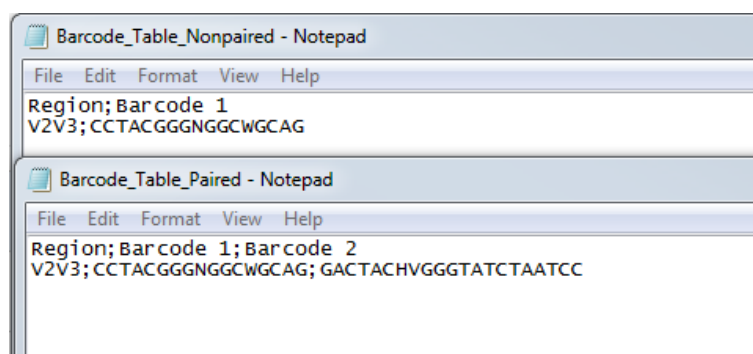 Barcode_Table_Nonpaired - Notepad
File Edit Format View Help
Region;Barcode 1
V2V3;CCTACGGGNGGCWGCAG
Barcode_Table_Paired - Notepad
File Edit Format View Help
Region;Barcode 1;Barcode 2
V2V3;CCTACGGGNGGCWGCAG;GACTACHVGGGTATCTAATCC